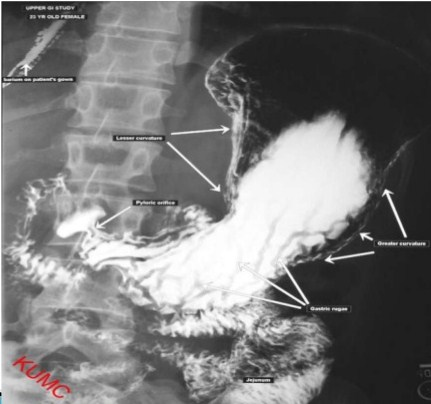 UPPER GI STUDY
22 YR OLD FEMALE
barium on patient's gown
Lesser curvature
Pyloric orifice
Greater curvature
Gastric rugae
Jejunum
KUMC